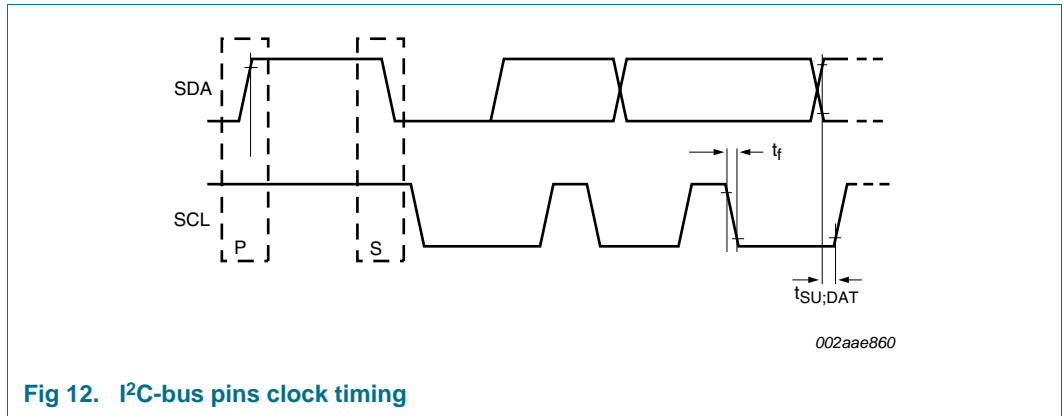 SDA
t_f
SCL
P
S
t_SU;DAT
002aae860
Fig 12. I²C-bus pins clock timing